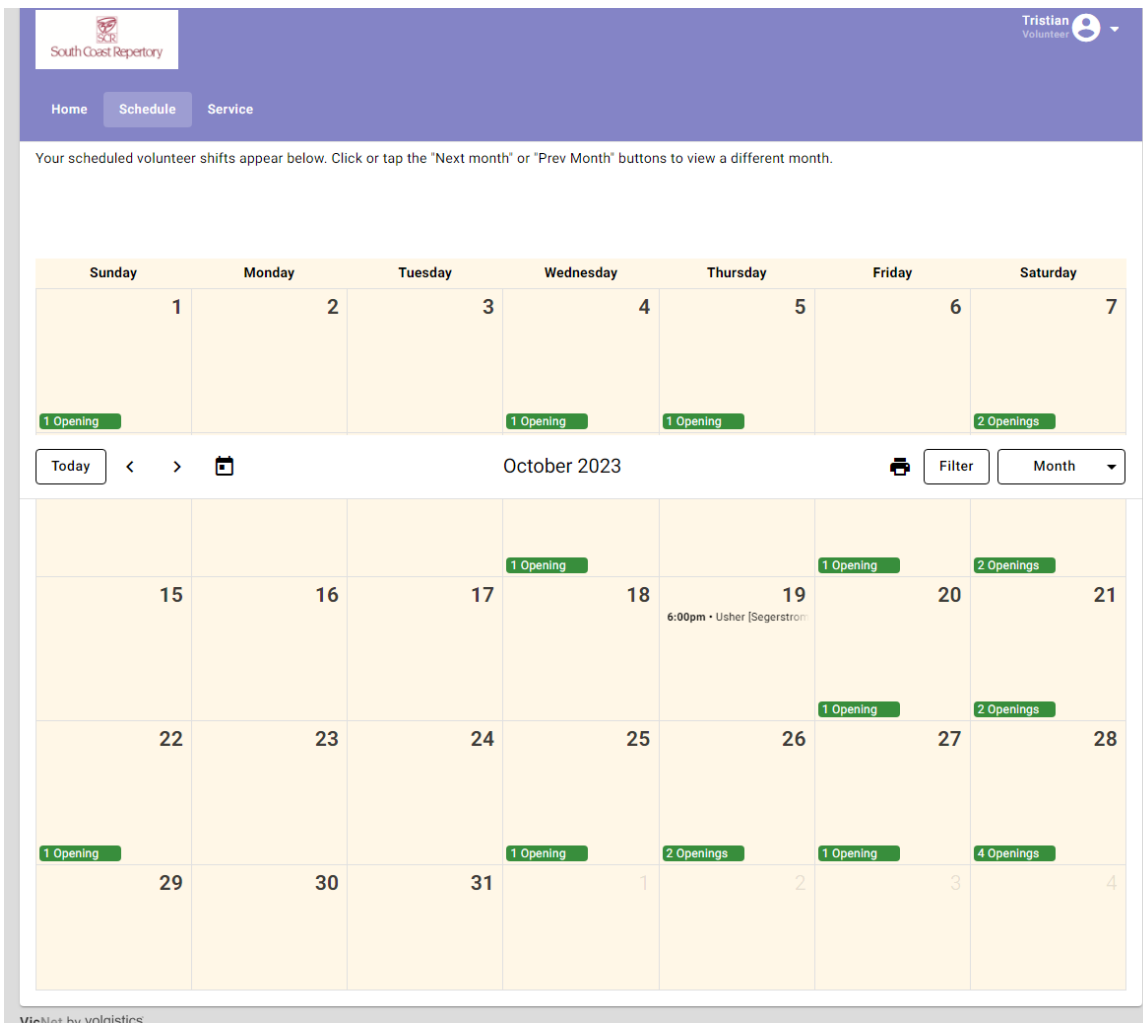 SCR
South Coast Repertory
Tristian
Volunteer
Home Schedule Service
Your scheduled volunteer shifts appear below. Click or tap the "Next month" or "Prev Month" buttons to view a different month.
Sunday Monday Tuesday Wednesday Thursday Friday Saturday
1 2 3 4 5 6 7
1 Opening 1 Opening 1 Opening 2 Openings
Today October 2023 Filter Month
1 Opening 1 Opening 2 Openings
15 16 17 18 19 20 21
6:00pm • Usher [Segerstrom
1 Opening 2 Openings
22 23 24 25 26 27 28
1 Opening 1 Opening 2 Openings 1 Opening 4 Openings
29 30 31 1 2 3 4
VicNet by volgistics